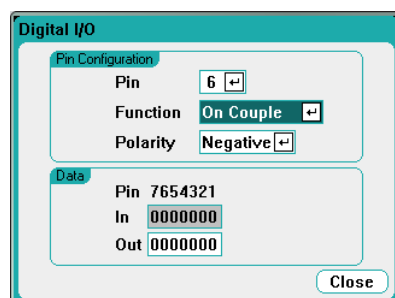 Digital I/O
Pin Configuration
Pin 6
Function On Couple
Polarity Negative
Data
Pin 7654321
In 0000000
Out 0000000
Close